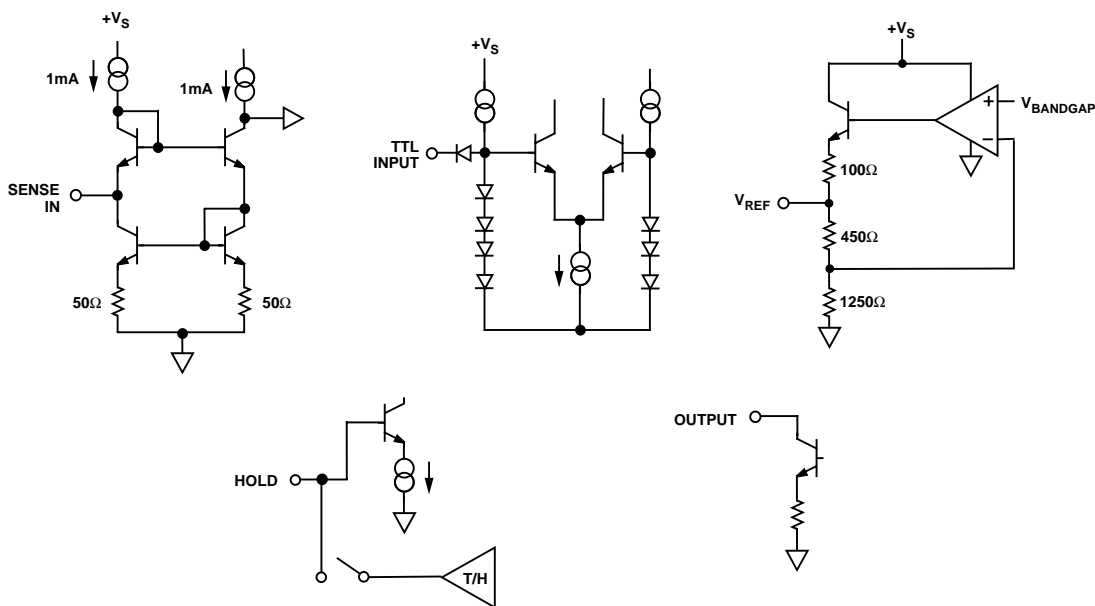 +VS
1mA
1mA
SENSE
IN
50Ω
50Ω
+VS
TTL
INPUT
+VS
+
−
VBANDGAP
100Ω
VREF
450Ω
1250Ω
HOLD
T/H
OUTPUT